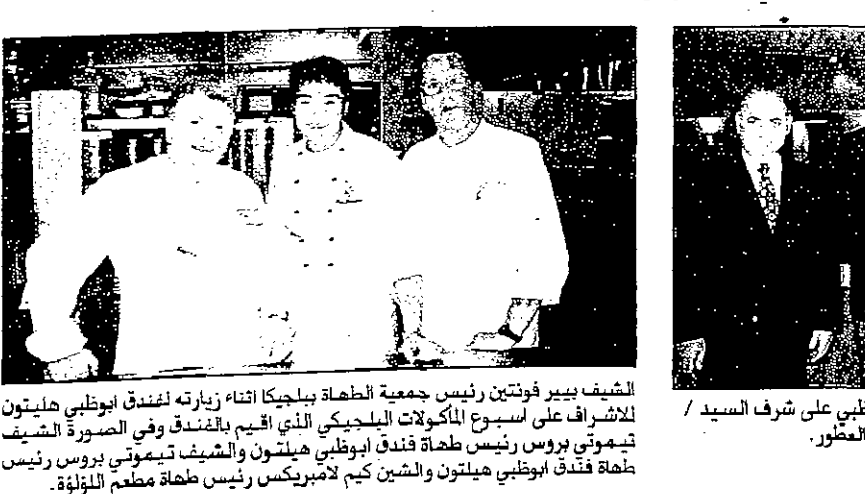 الشيف بيير فونتين رئيس جمعية الطهاة ببلجيكا اثناء زيارته لفندق ابوظبي هليتون
للاشراف على اسبوع المأكولات البلجيكي الذي اقيم بالفندق وفي الصورة الشيف
تيموتي بروس رئيس طهاة فندق ابوظبي هيلتون والشيف تيموتي بروس رئيس
طهاة فندق ابوظبي هيلتون والشين كيم لامبريكس رئيس طهاة مطعم اللؤلؤة.
ظبي على شرف السيد /
العطور.